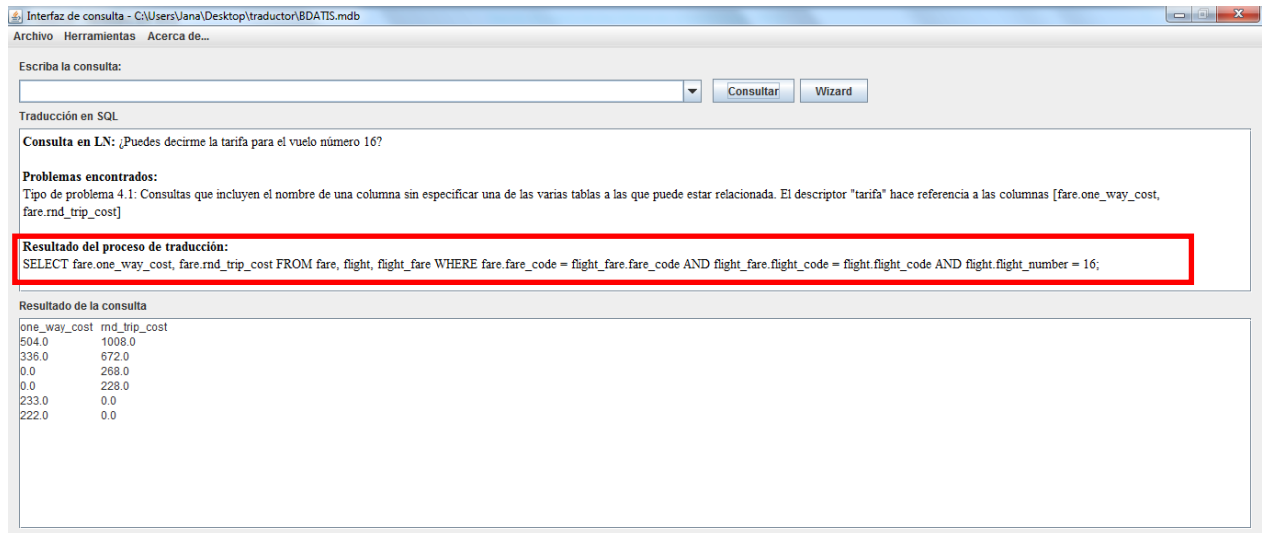 Interfaz de consulta - C:\Users\Jana\Desktop\traductor\BDATIS.mdb
Archivo Herramientas Acerca de...
Escriba la consulta:
Consultar Wizard
Traducción en SQL
Consulta en LN: ¿Puedes decirme la tarifa para el vuelo número 16?
Problemas encontrados:
Tipo de problema 4.1: Consultas que incluyen el nombre de una columna sin especificar una de las varias tablas a las que puede estar relacionada. El descriptor "tarifa" hace referencia a las columnas [fare.one_way_cost,
fare.rnd_trip_cost]
Resultado del proceso de traducción:
SELECT fare.one_way_cost, fare.rnd_trip_cost FROM fare, flight, flight_fare WHERE fare.fare_code = flight_fare.fare_code AND flight_fare.flight_code = flight.flight_code AND flight.flight_number = 16;
Resultado de la consulta
one_way_cost rnd_trip_cost
504.0 1008.0
336.0 672.0
0.0 268.0
0.0 228.0
233.0 0.0
222.0 0.0